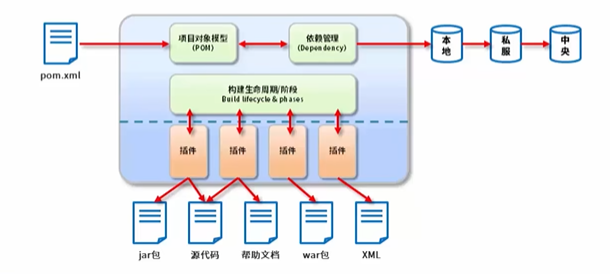 pom.xml
项目对象模型
(POM)
依赖管理
(Dependency)
本
地
私
服
中
央
构建生命周期/阶段
Build lifecycle & phases
插件
插件
插件
插件
jar包
源代码
帮助文档
war包
XML